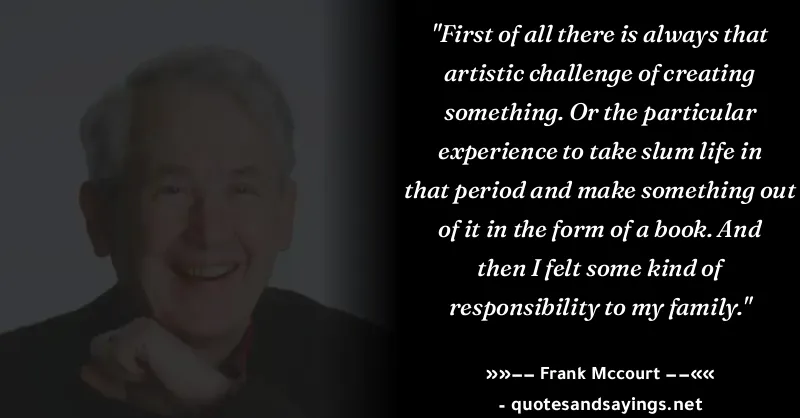 "First of all there is always that
artistic challenge of creating
something. Or the particular
experience to take slum life in
that period and make something out
of it in the form of a book. And
then I felt some kind of
responsibility to my family."
»»–– Frank Mccourt ––««
- quotesandsayings.net